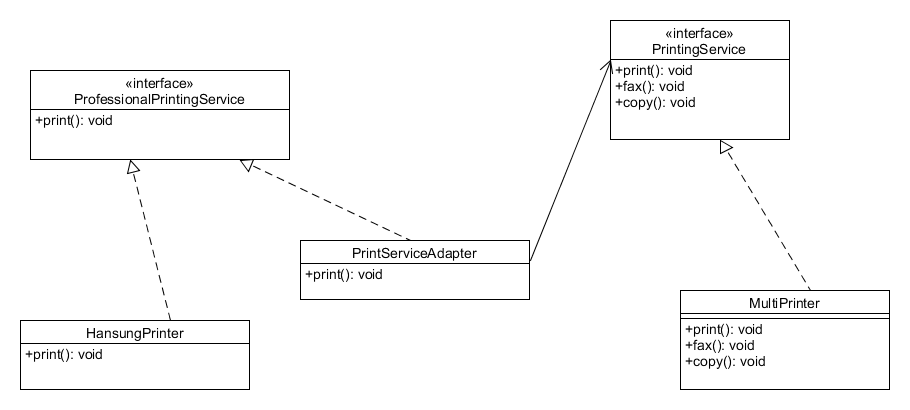 «interface»
ProfessionalPrintingService
+print(): void
«interface»
PrintingService
+print(): void
+fax(): void
+copy(): void
PrintServiceAdapter
+print(): void
HansungPrinter
+print(): void
MultiPrinter
+print(): void
+fax(): void
+copy(): void